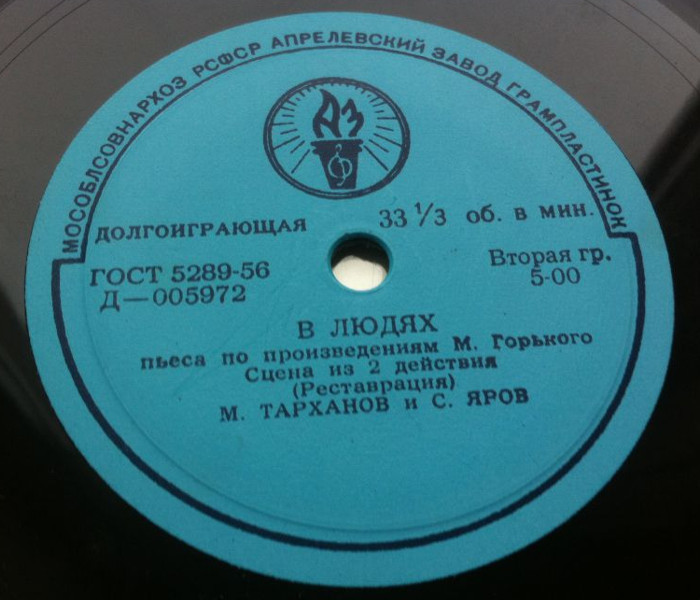 МОСОБЛСОВНАРХОЗ РСФСР АПРЕЛЕВСКИЙ ЗАВОД ГРАМПЛАСТИНОК
АЗ
ДОЛГОИГРАЮЩАЯ 33 1/3 об. в мин.
ГОСТ 5289-56 Вторая гр.
Д—005972 5-00
В ЛЮДЯХ
пьеса по произведениям М. Горького
Сцена из 2 действия
(Реставрация)
М. ТАРХАНОВ и С. ЯРОВ